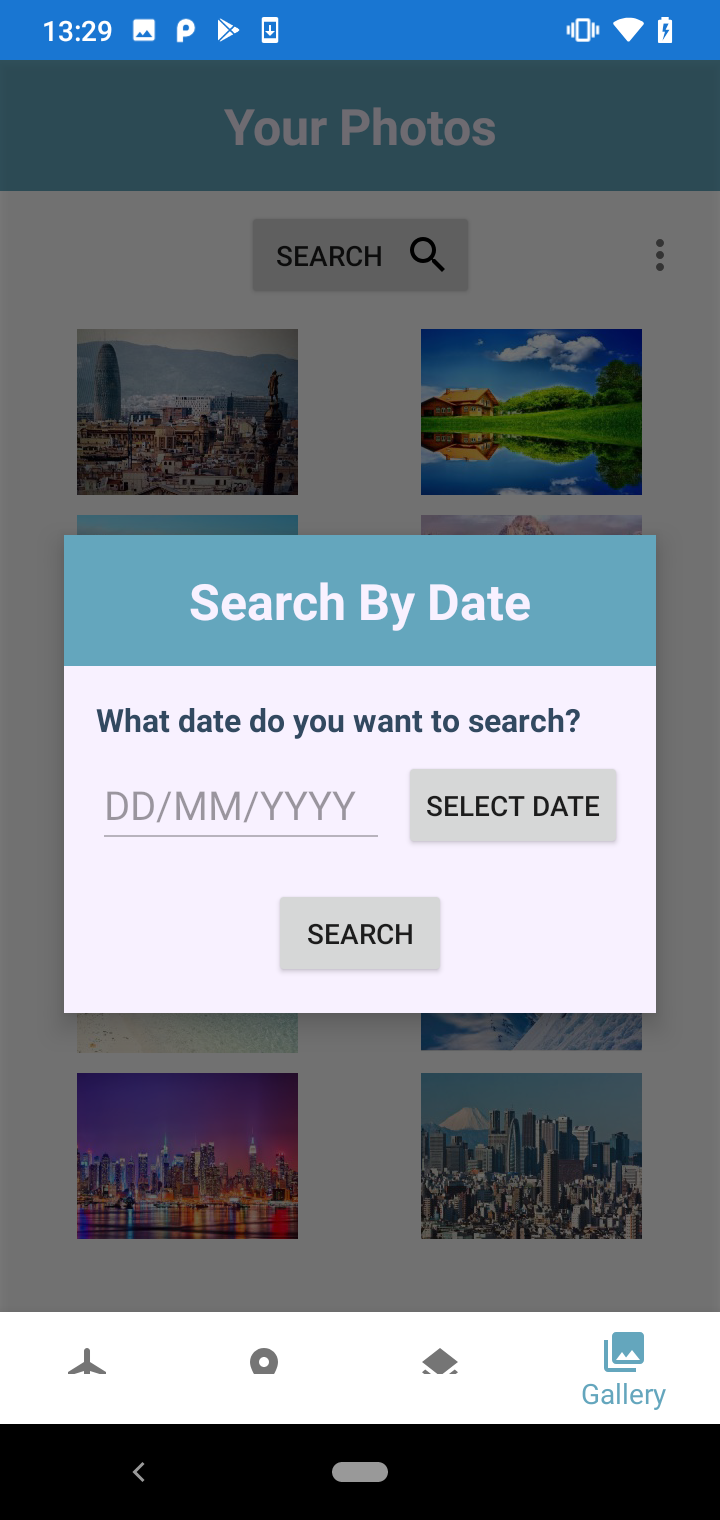 13:29
Your Photos
SEARCH
Search By Date
What date do you want to search?
DD/MM/YYYY
SELECT DATE
SEARCH
Gallery